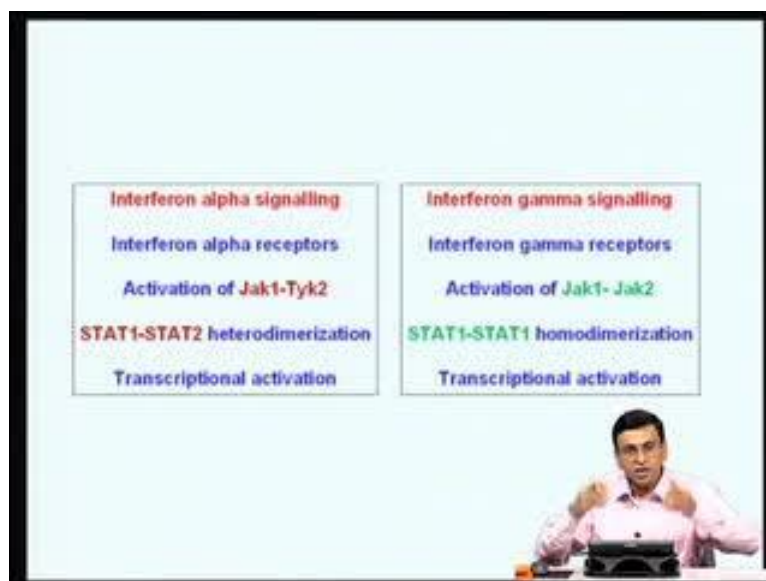 Interferon alpha signalling
Interferon alpha receptors
Activation of Jak1-Tyk2
STAT1-STAT2 heterodimerization
Transcriptional activation
Interferon gamma signalling
Interferon gamma receptors
Activation of Jak1- Jak2
STAT1-STAT1 homodimerization
Transcriptional activation